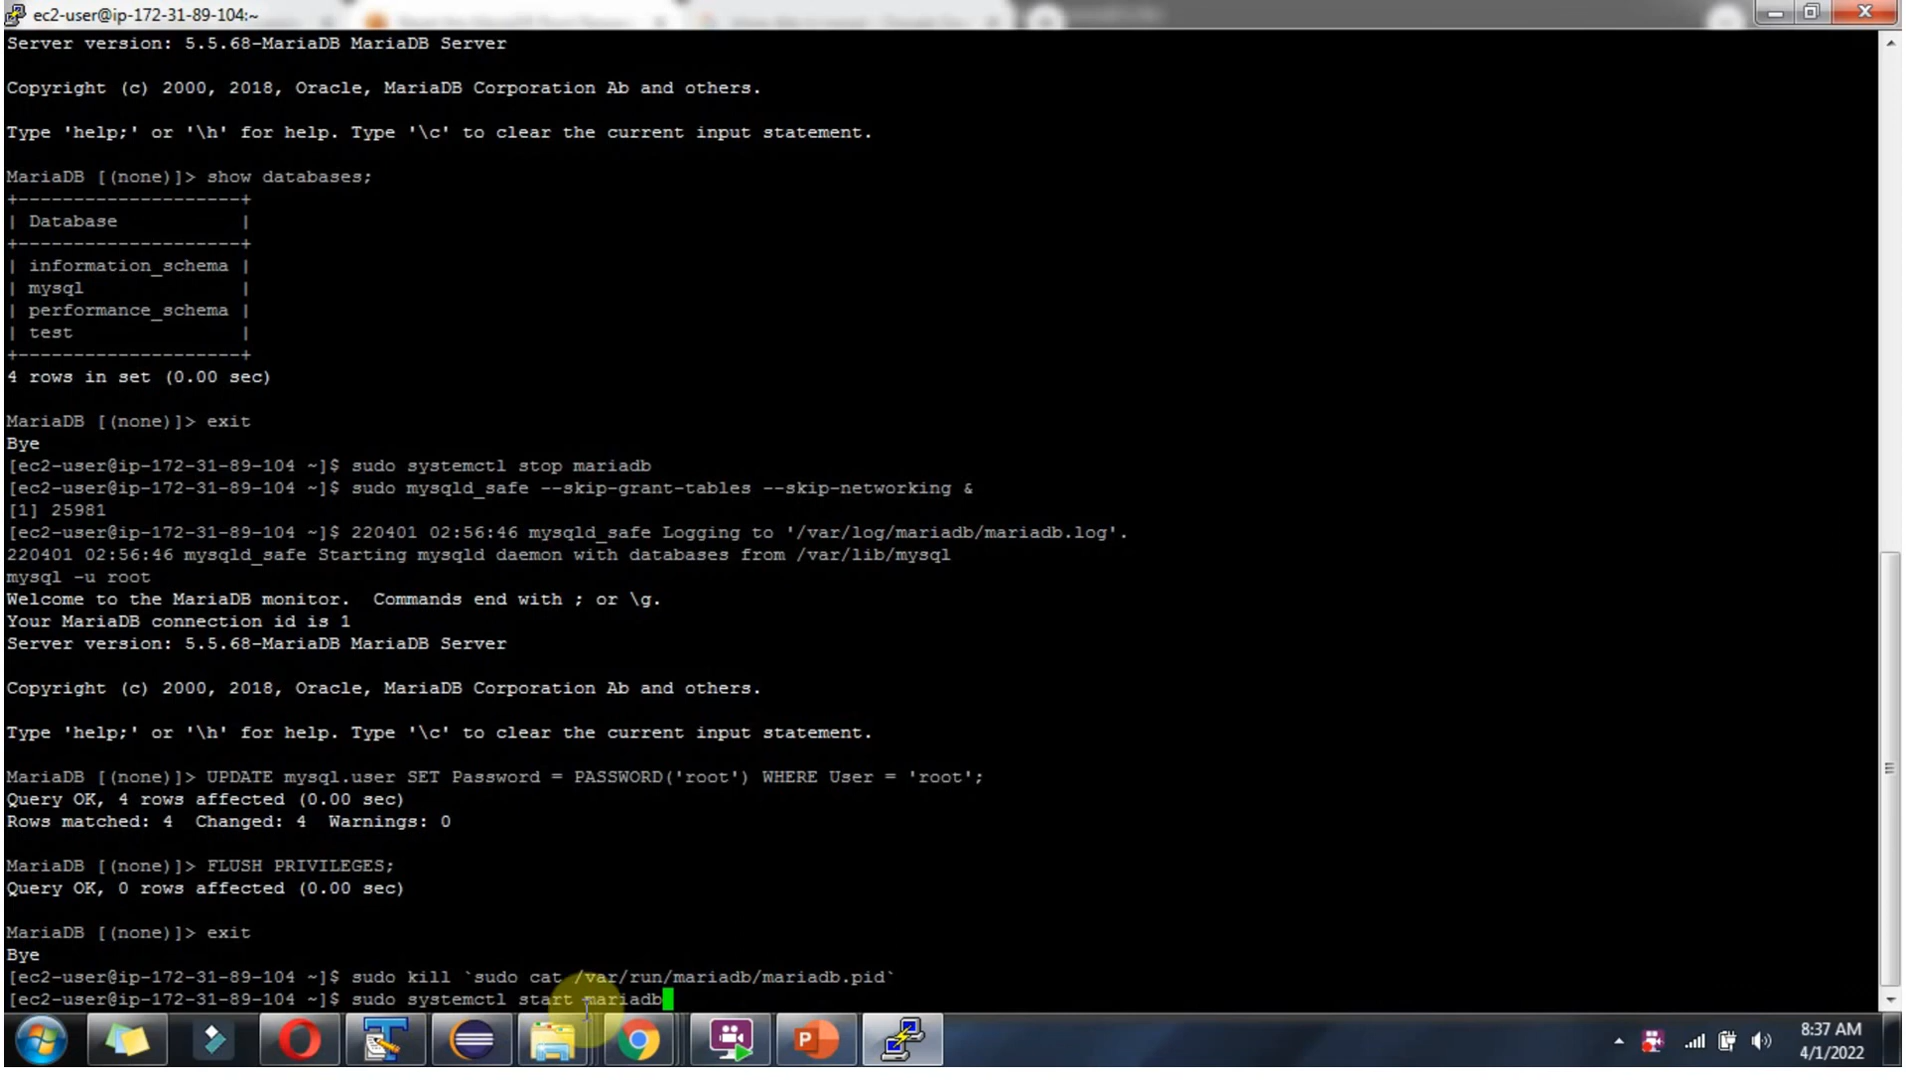 ec2-user@ip-172-31-89-104:~
Server version: 5.5.68-MariaDB MariaDB Server
Copyright (c) 2000, 2018, Oracle, MariaDB Corporation Ab and others.
Type 'help;' or '\h' for help. Type '\c' to clear the current input statement.
MariaDB [(none)]> show databases;
+--------------------+
| Database           |
+--------------------+
| information_schema |
| mysql              |
| performance_schema |
| test               |
+--------------------+
4 rows in set (0.00 sec)
MariaDB [(none)]> exit
Bye
[ec2-user@ip-172-31-89-104 ~]$ sudo systemctl stop mariadb
[ec2-user@ip-172-31-89-104 ~]$ sudo mysqld_safe --skip-grant-tables --skip-networking &
[1] 25981
[ec2-user@ip-172-31-89-104 ~]$ 220401 02:56:46 mysqld_safe Logging to '/var/log/mariadb/mariadb.log'.
220401 02:56:46 mysqld_safe Starting mysqld daemon with databases from /var/lib/mysql
mysql -u root
Welcome to the MariaDB monitor.  Commands end with ; or \g.
Your MariaDB connection id is 1
Server version: 5.5.68-MariaDB MariaDB Server
Copyright (c) 2000, 2018, Oracle, MariaDB Corporation Ab and others.
Type 'help;' or '\h' for help. Type '\c' to clear the current input statement.
MariaDB [(none)]> UPDATE mysql.user SET Password = PASSWORD('root') WHERE User = 'root';
Query OK, 4 rows affected (0.00 sec)
Rows matched: 4  Changed: 4  Warnings: 0
MariaDB [(none)]> FLUSH PRIVILEGES;
Query OK, 0 rows affected (0.00 sec)
MariaDB [(none)]> exit
Bye
[ec2-user@ip-172-31-89-104 ~]$ sudo kill `sudo cat /var/run/mariadb/mariadb.pid`
[ec2-user@ip-172-31-89-104 ~]$ sudo systemctl start mariadb
8:37 AM
4/1/2022